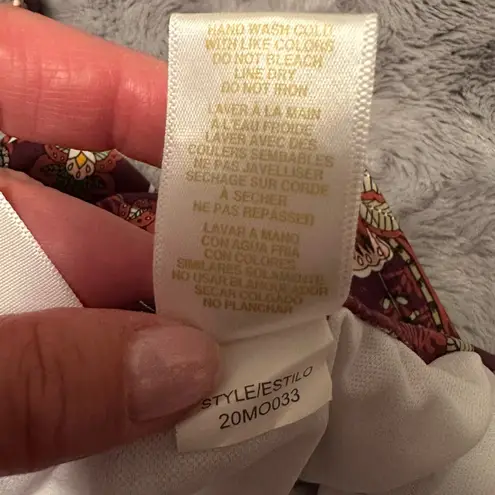 HAND WASH COLD
WITH LIKE COLORS
DO NOT BLEACH
LINE DRY
DO NOT IRON
LAVER À LA MAIN
À L'EAU FROIDE
LAVER AVEC DES
COULERS SEMBABLES
NE PAS JAVELLISER
SECHAGE SUR CORDE
À SECHER
NE PAS REPASSER
LAVAR A MANO
CON AGUA FRIA
CON COLORES
SIMILARES SOLAMENTE
NO USAR BLANQUEADOR
SECAR COLGADO
NO PLANCHAR
STYLE/ESTILO
20MO033